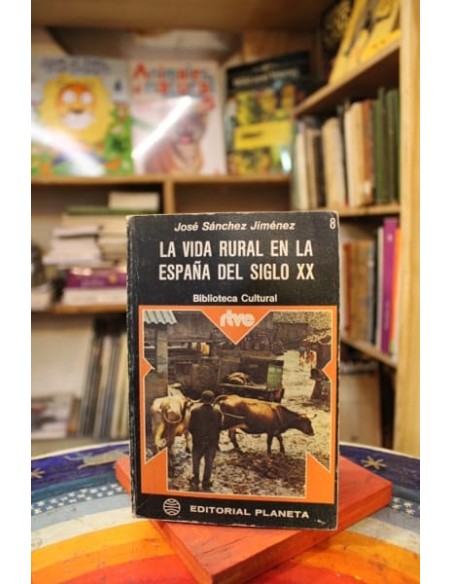 José Sánchez Jiménez
8
LA VIDA RURAL EN LA
ESPAÑA DEL SIGLO XX
Biblioteca Cultural
rtve
EDITORIAL PLANETA